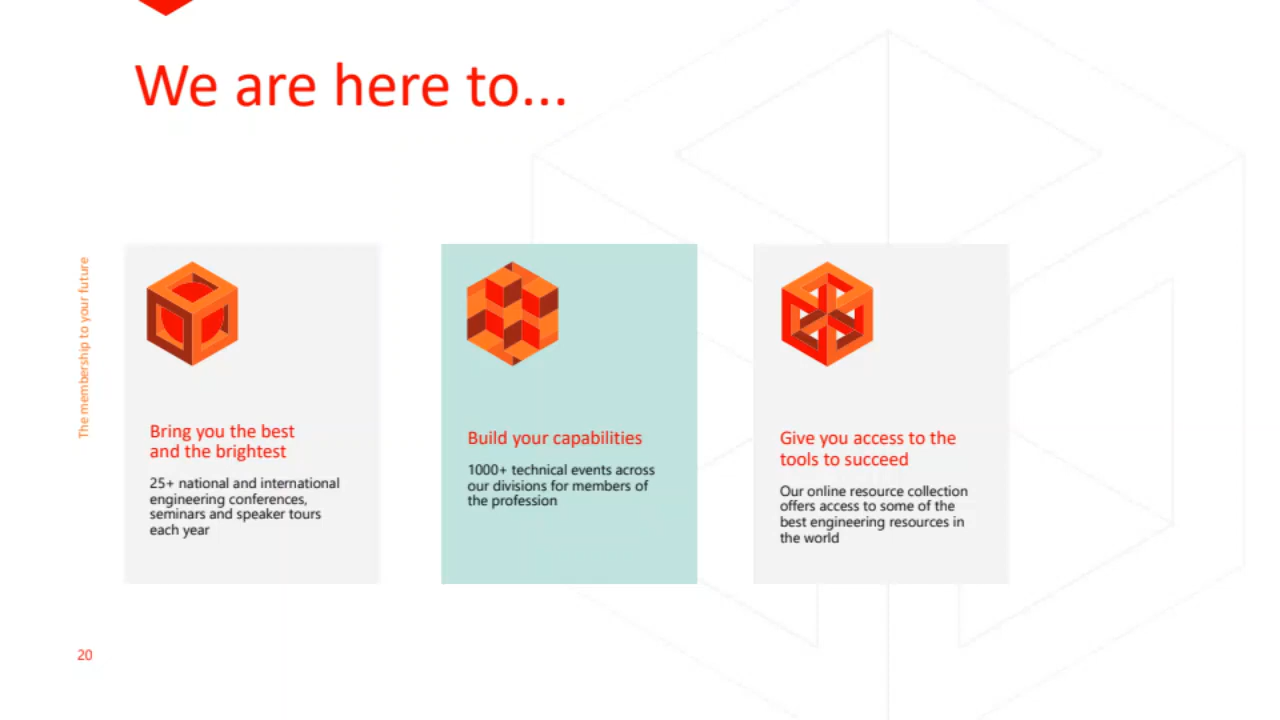 We are here to...
The membership to your future
Bring you the best
and the brightest
25+ national and international
engineering conferences,
seminars and speaker tours
each year
Build your capabilities
1000+ technical events across
our divisions for members of
the profession
Give you access to the
tools to succeed
Our online resource collection
offers access to some of the
best engineering resources in
the world
20